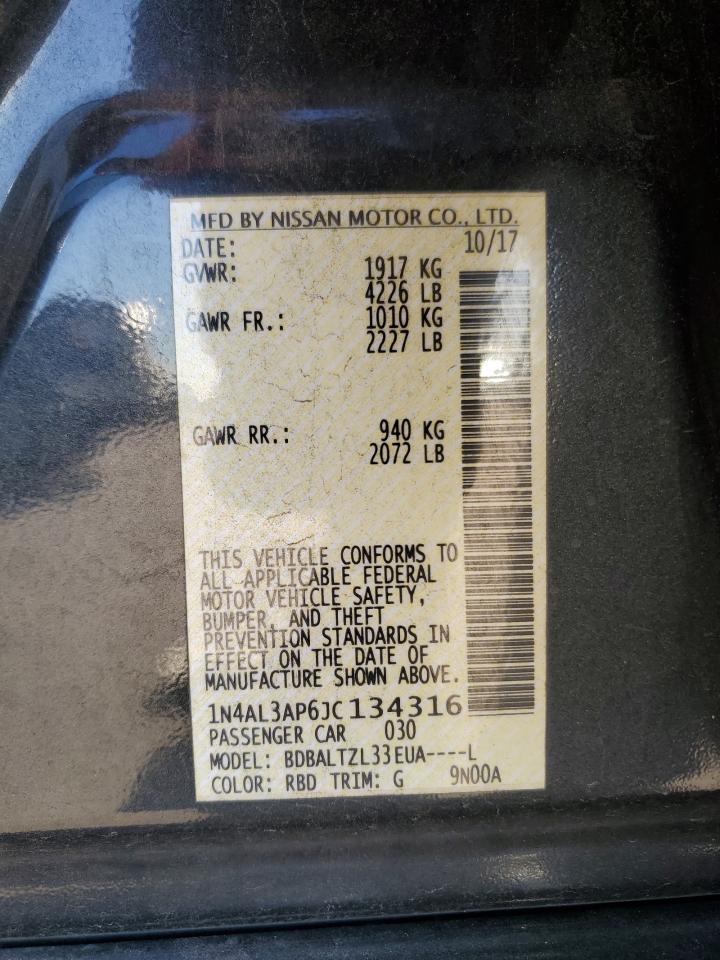 MFD BY NISSAN MOTOR CO., LTD.
DATE: 10/17
GVWR: 1917 KG
4226 LB
GAWR FR.: 1010 KG
2227 LB
GAWR RR.: 940 KG
2072 LB
THIS VEHICLE CONFORMS TO
ALL APPLICABLE FEDERAL
MOTOR VEHICLE SAFETY,
BUMPER, AND THEFT
PREVENTION STANDARDS IN
EFFECT ON THE DATE OF
MANUFACTURE SHOWN ABOVE.
1N4AL3AP6JC134316
PASSENGER CAR 030
MODEL: BDBALTZL33EUA----L
COLOR: RBD TRIM: G 9N00A